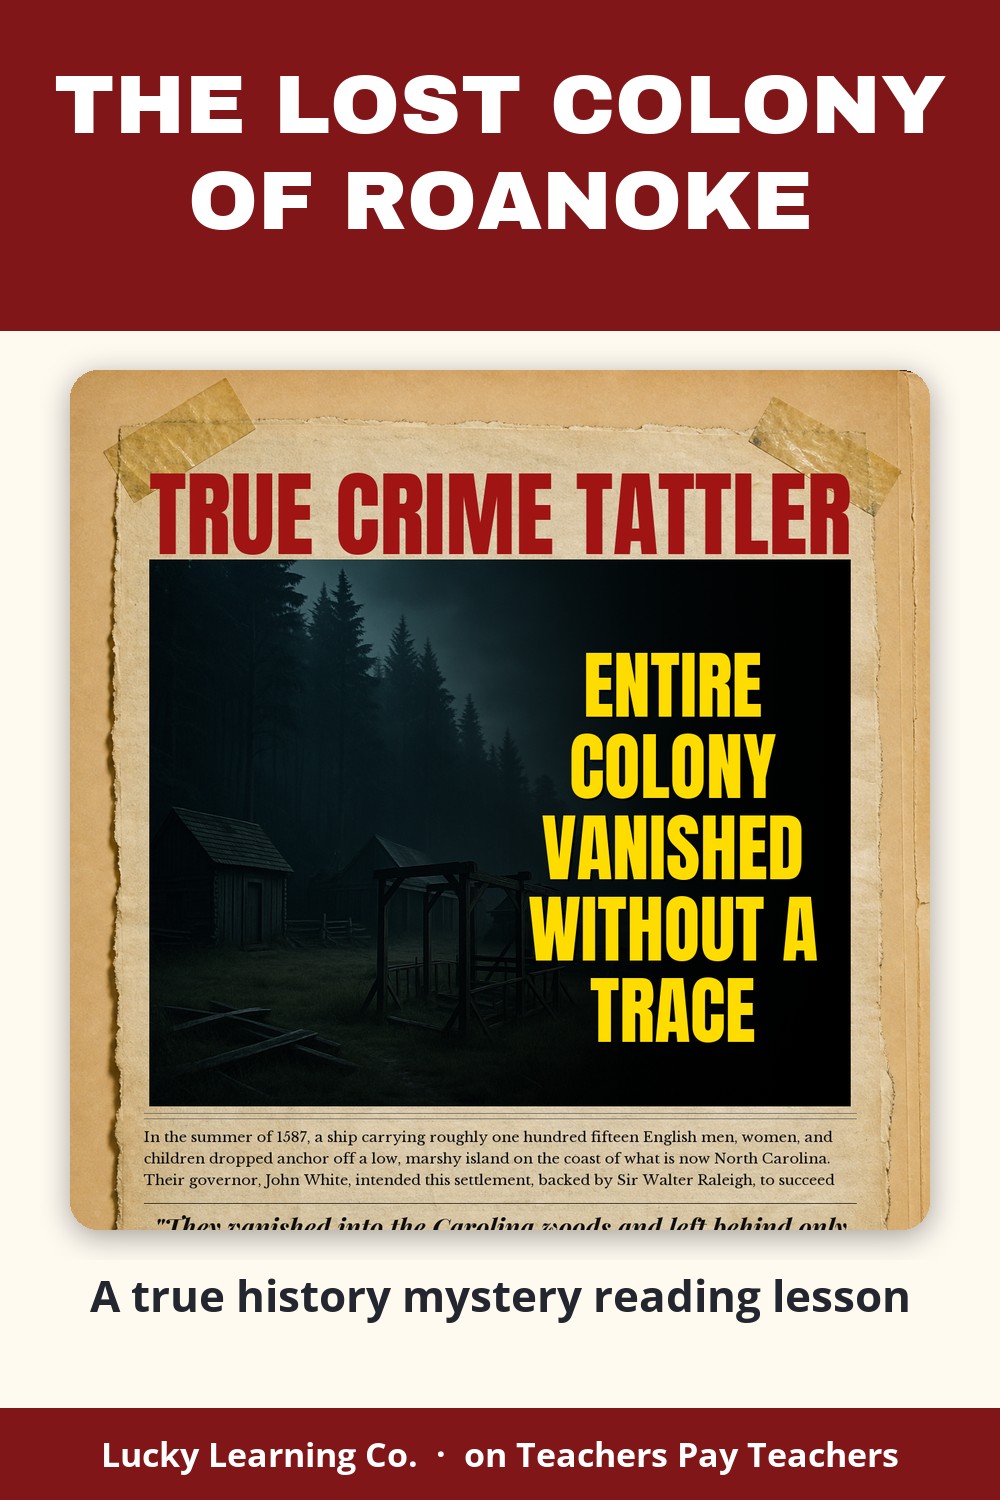 THE LOST COLONY
OF ROANOKE
TRUE CRIME TATTLER
ENTIRE
COLONY
VANISHED
WITHOUT A
TRACE
In the summer of 1587, a ship carrying roughly one hundred fifteen English men, women, and
children dropped anchor off a low, marshy island on the coast of what is now North Carolina.
Their governor, John White, intended this settlement, backed by Sir Walter Raleigh, to succeed
"They vanished into the Carolina woods and left behind only
A true history mystery reading lesson
Lucky Learning Co. · on Teachers Pay Teachers